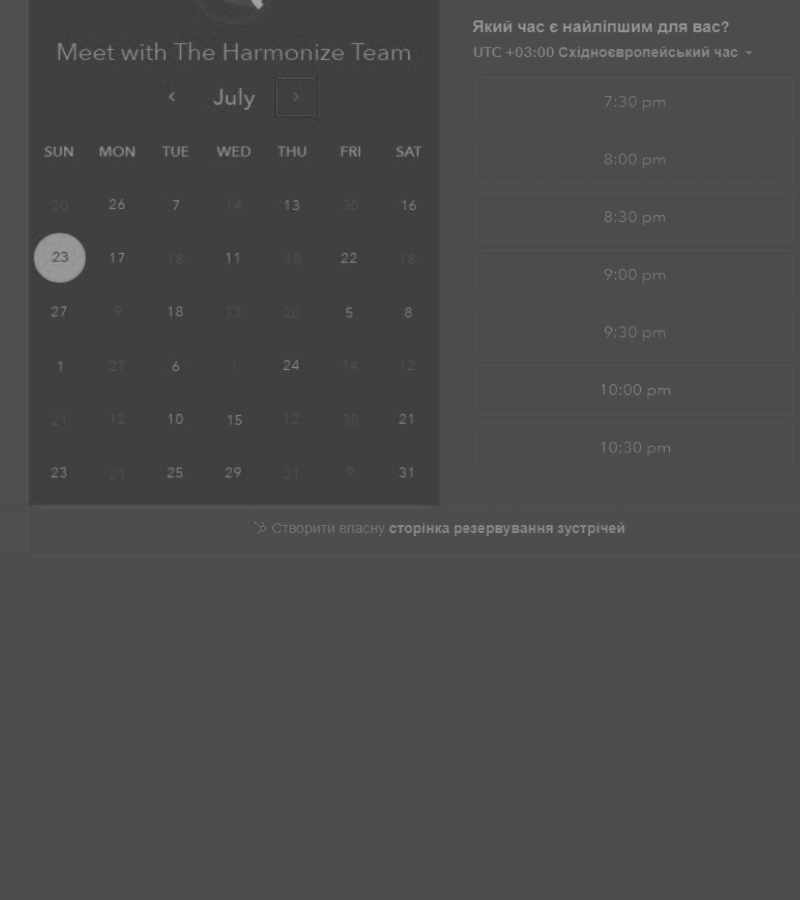 Meet with The Harmonize Team
July
SUN MON TUE WED THU FRI SAT
20 26 7 14 13 30 16
23 17 18 11 10 22 18
27 9 18 13 20 5 8
1 27 6 1 24 14 12
21 12 10 15 12 30 21
23 21 25 29 21 9 31
Який час є найліпшим для вас?
UTC +03:00 Східноєвропейський час
7:30 pm
8:00 pm
8:30 pm
9:00 pm
9:30 pm
10:00 pm
10:30 pm
Створити власну сторінка резервування зустрічей